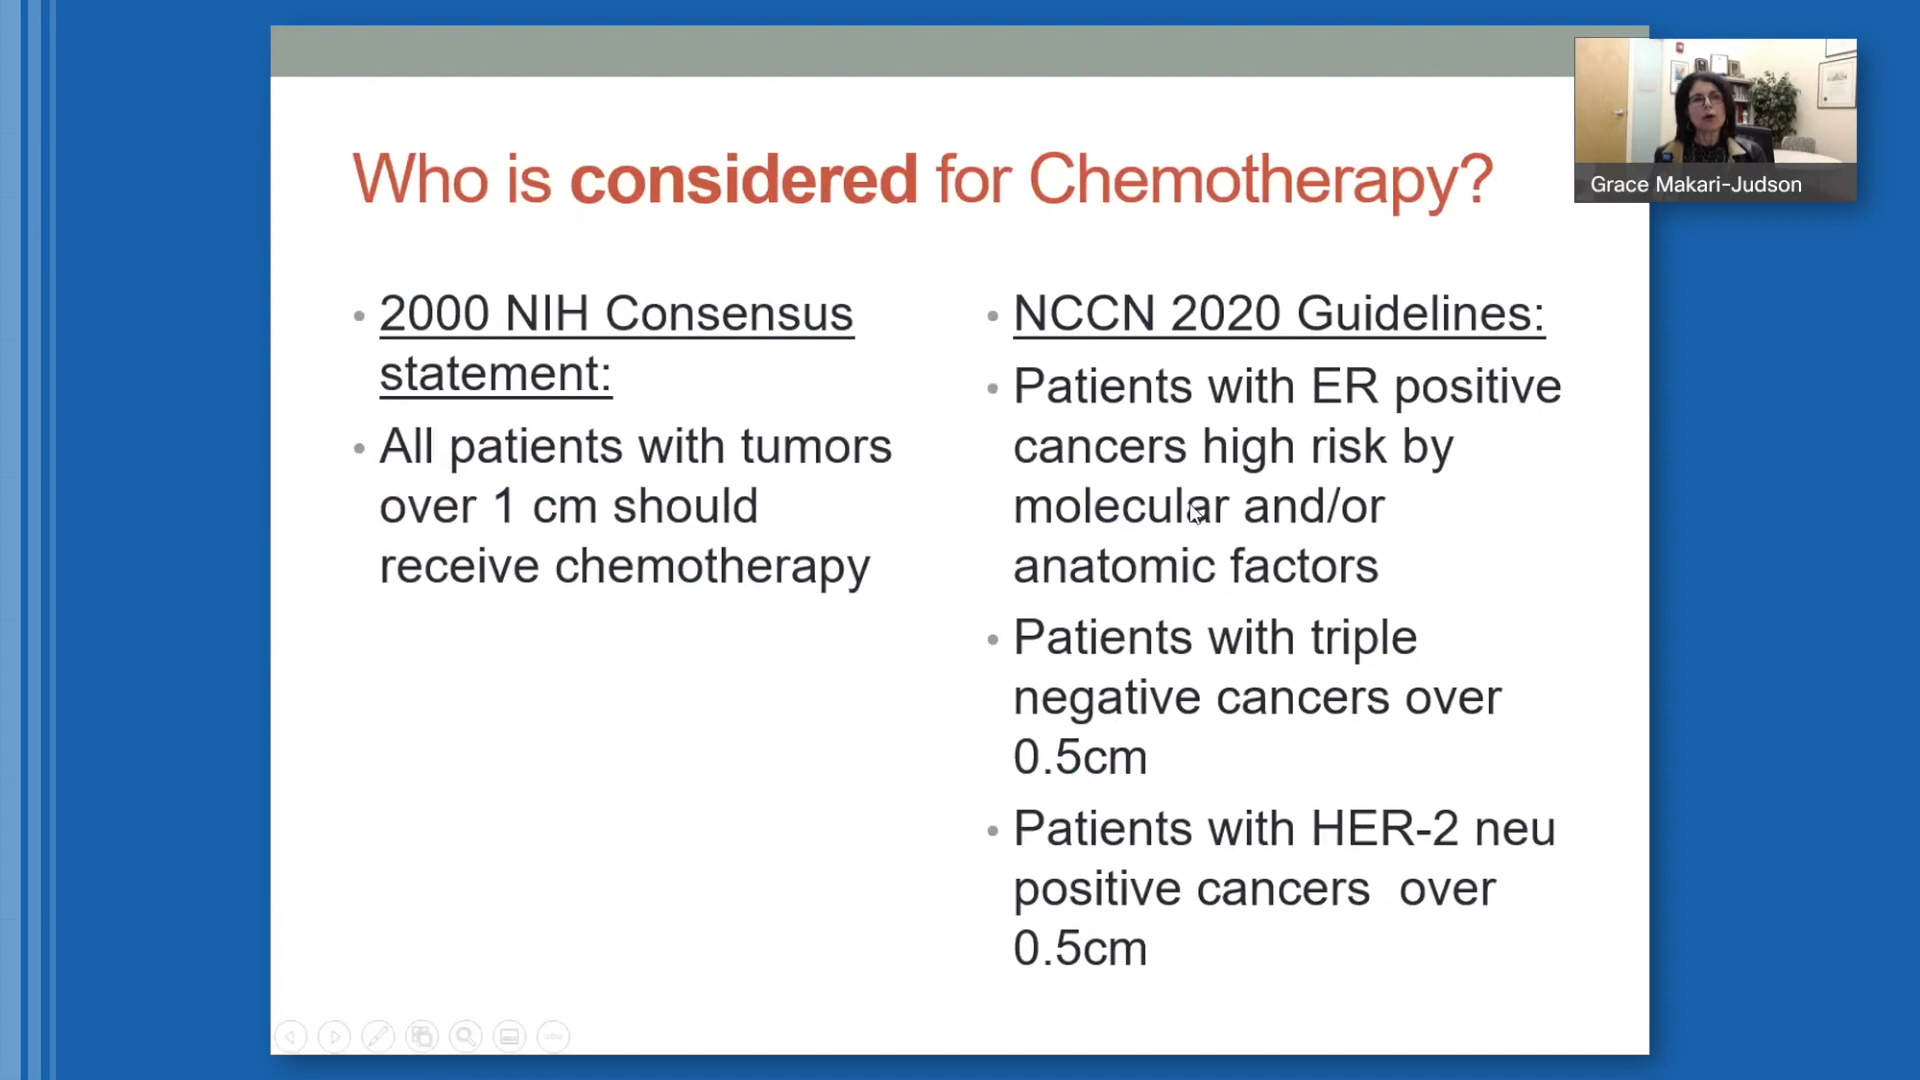 Who is considered for Chemotherapy?
Grace Makari-Judson
• 2000 NIH Consensus
statement:
• All patients with tumors
over 1 cm should
receive chemotherapy
• NCCN 2020 Guidelines:
• Patients with ER positive
cancers high risk by
molecular and/or
anatomic factors
• Patients with triple
negative cancers over
0.5cm
• Patients with HER-2 neu
positive cancers  over
0.5cm